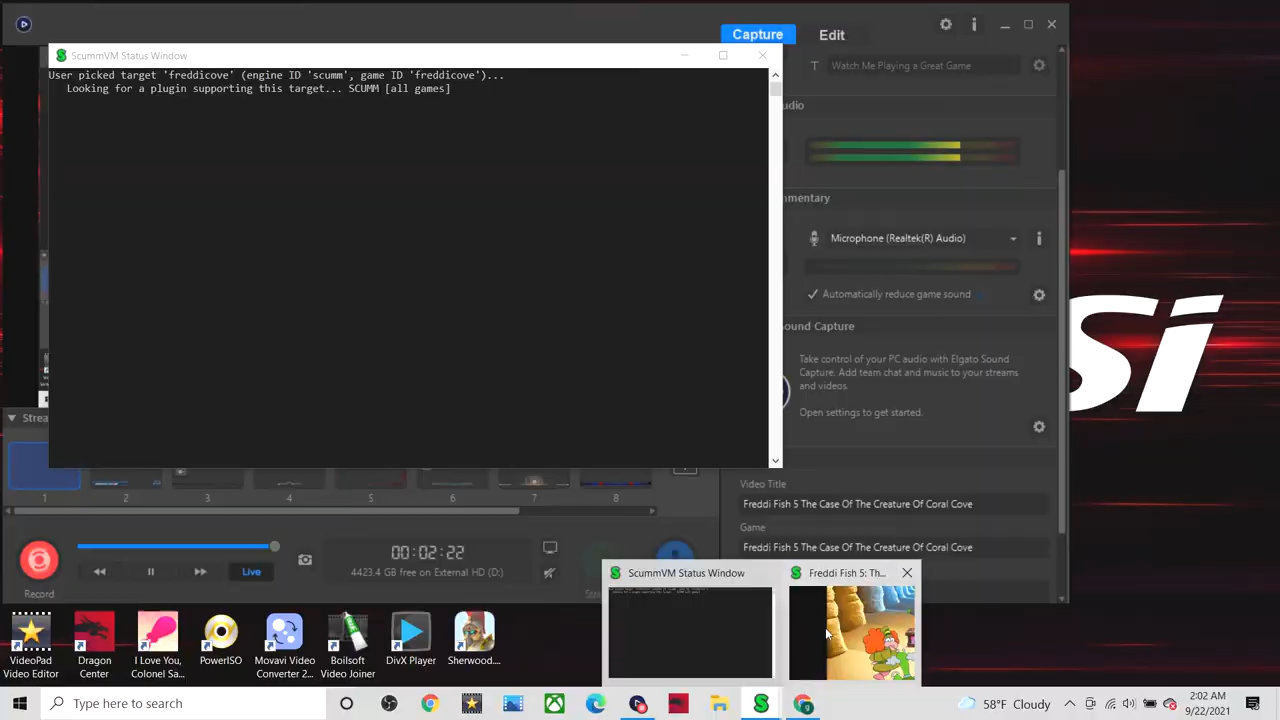 Capture
Edit
ScummVM Status Window
User picked target 'freddicove' (engine ID 'scumm', game ID 'freddicove')...
Looking for a plugin supporting this target... SCUMM [all games]
Watch Me Playing a Great Game
udio
mmentary
Microphone (Realtek(R) Audio)
Automatically reduce game sound
ound Capture
Take control of your PC audio with Elgato Sound
Capture. Add team chat and music to your streams
and videos.
Open settings to get started.
Strea
1
2
3
4
5
6
7
8
Video Title
Freddi Fish 5 The Case Of The Creature Of Coral Cove
Game
Freddi Fish 5 The Case Of The Creature Of Coral Cove
00:02:22
4423.4 GB free on External HD (D:)
Live
Record
ScummVM Status Window
Freddi Fish 5: Th...
VideoPad
Video Editor
Dragon
Center
I Love You,
Colonel Sa...
PowerISO
Movavi Video
Converter 2...
Boilsoft
Video Joiner
DivX Player
Sherwood....
Type here to search
58°F Cloudy
2:02 AM
9/22/2021